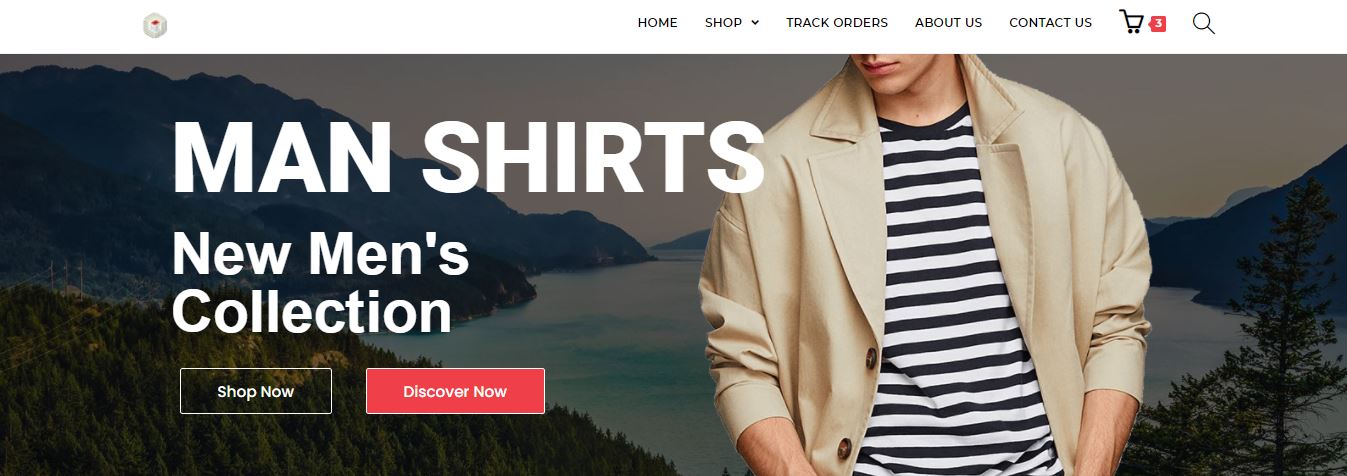 HOME SHOP TRACK ORDERS ABOUT US CONTACT US 3
MAN SHIRTS
New Men's
Collection
Shop Now Discover Now